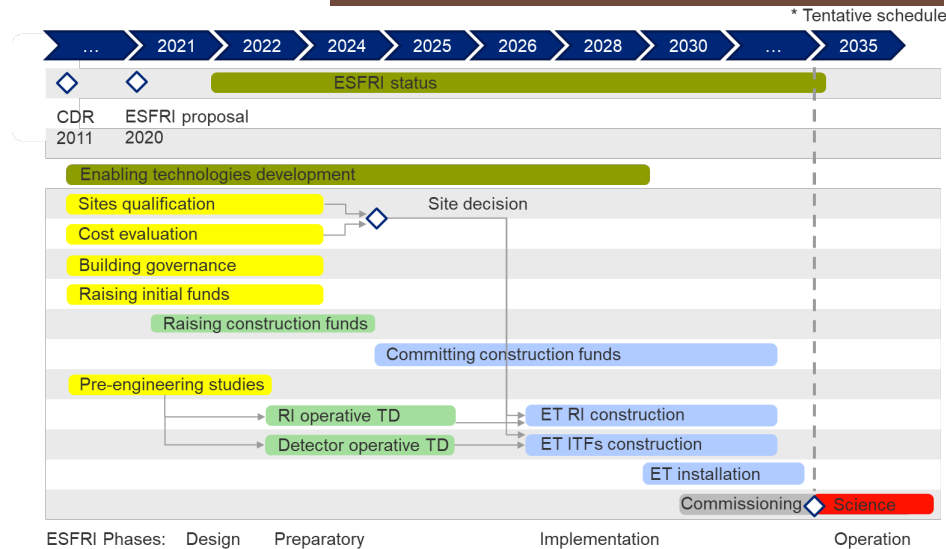 * Tentative schedule
... 2021 2022 2024 2025 2026 2028 2030 ... 2035
ESFRI status
CDR ESFRI proposal
2011 2020
Enabling technologies development
Sites qualification Site decision
Cost evaluation
Building governance
Raising initial funds
Raising construction funds
Committing construction funds
Pre-engineering studies
RI operative TD ET RI construction
Detector operative TD ET ITFs construction
ET installation
Commissioning Science
ESFRI Phases: Design Preparatory Implementation Operation